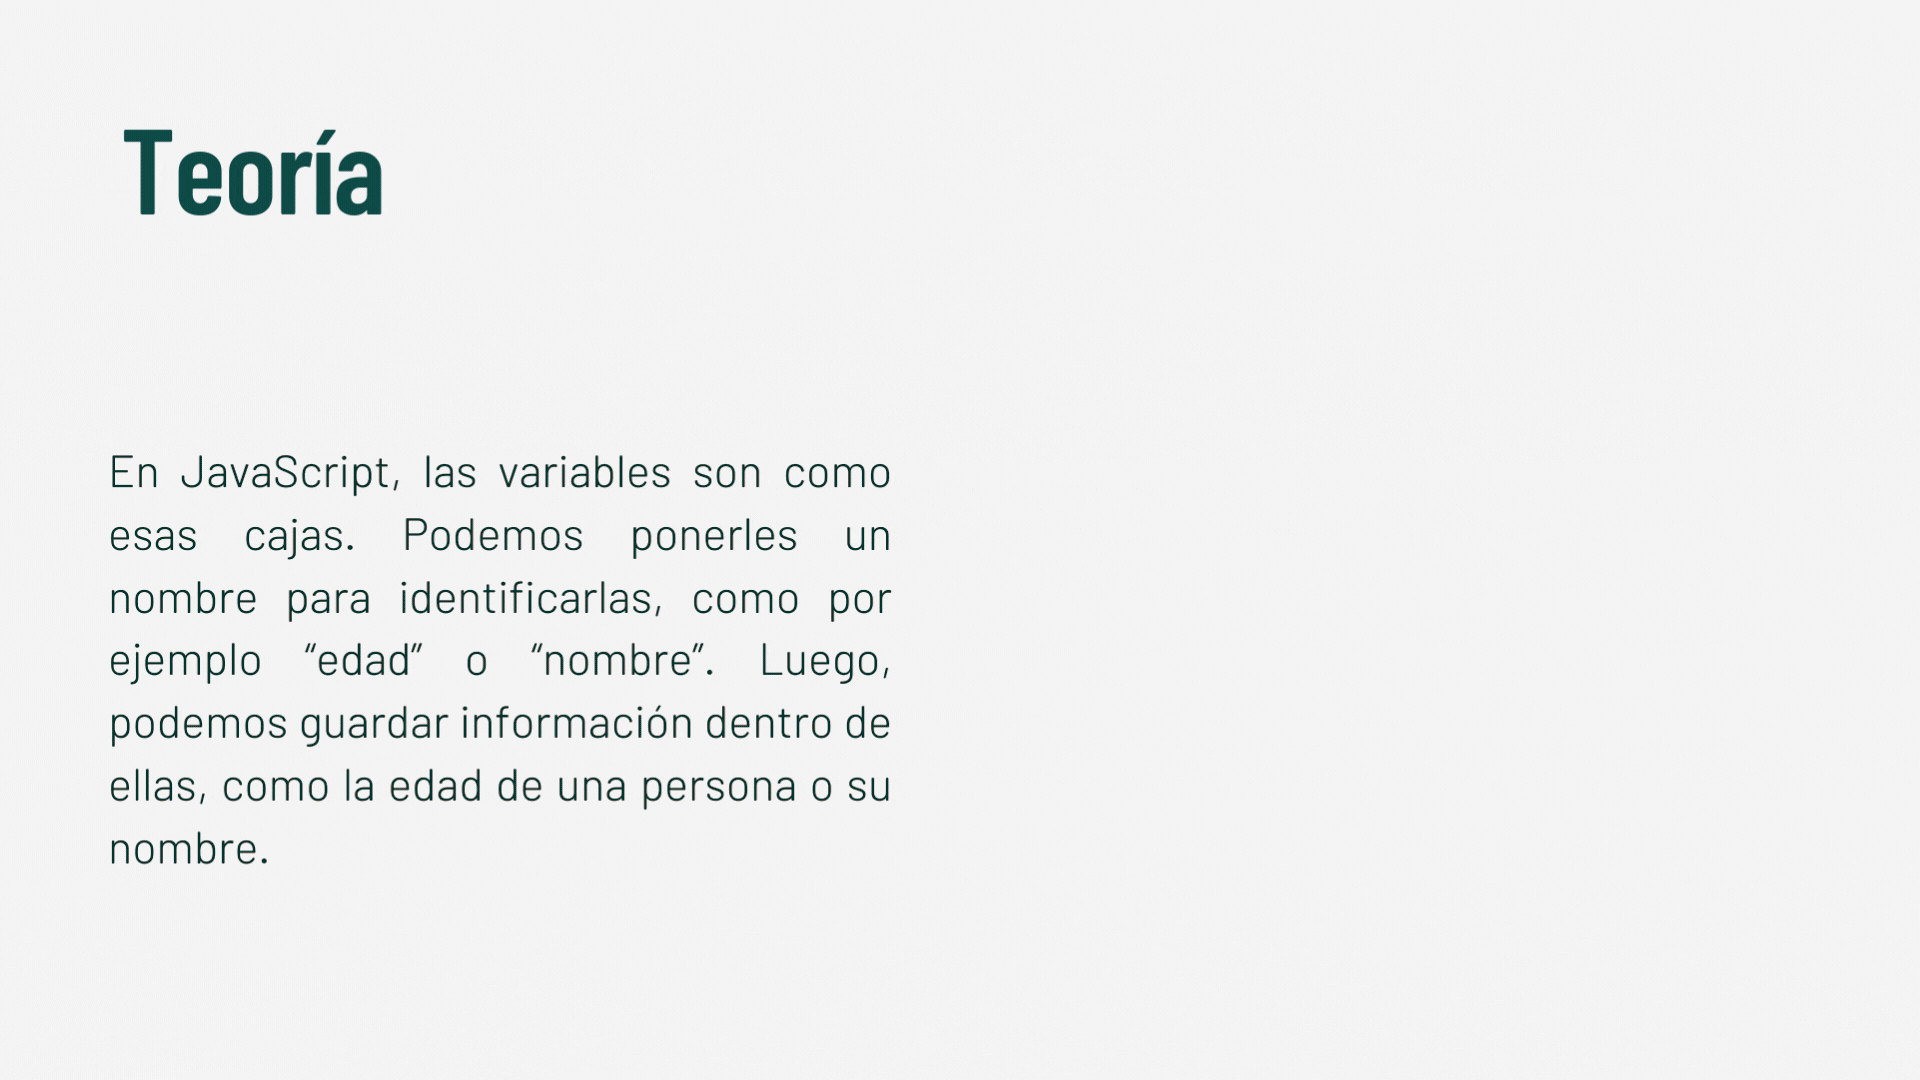 Teoría
En JavaScript, las variables son como
esas cajas. Podemos ponerles un
nombre para identificarlas, como por
ejemplo “edad” o “nombre”. Luego,
podemos guardar información dentro de
ellas, como la edad de una persona o su
nombre.